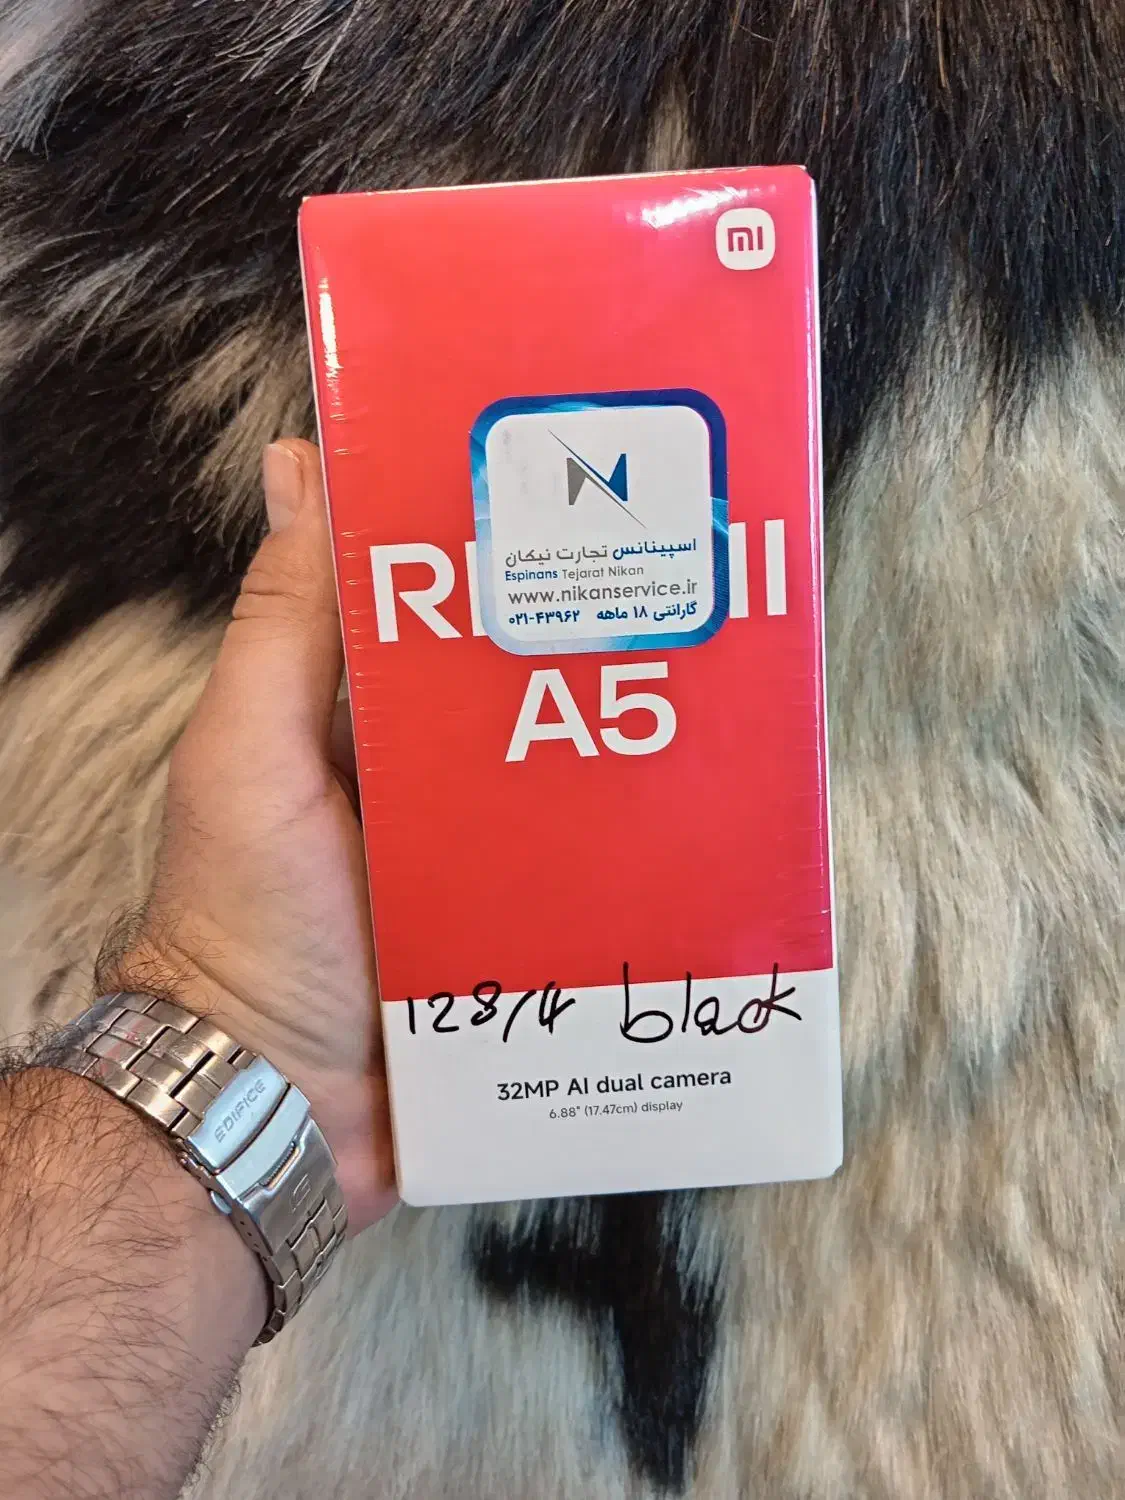 mi
اسپینانس تجارت نیکان
Espinans Tejarat Nikan
www.nikanservice.ir
گارانتی ۱۸ ماهه ۰۲۱-۴۳۹۶۲
A5
128/4 black
32MP AI dual camera
6.88" (17.47cm) display
EDIFICE